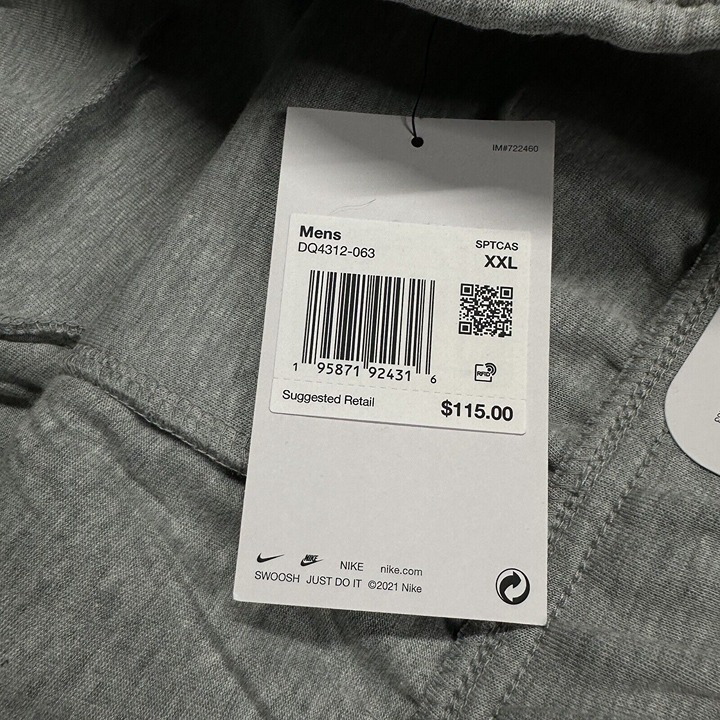 IM#722460
Mens
DQ4312-063
SPTCAS
XXL
1 95871 92431 6
RFID
Suggested Retail
$115.00
NIKE nike.com
SWOOSH JUST DO IT ©2021 Nike